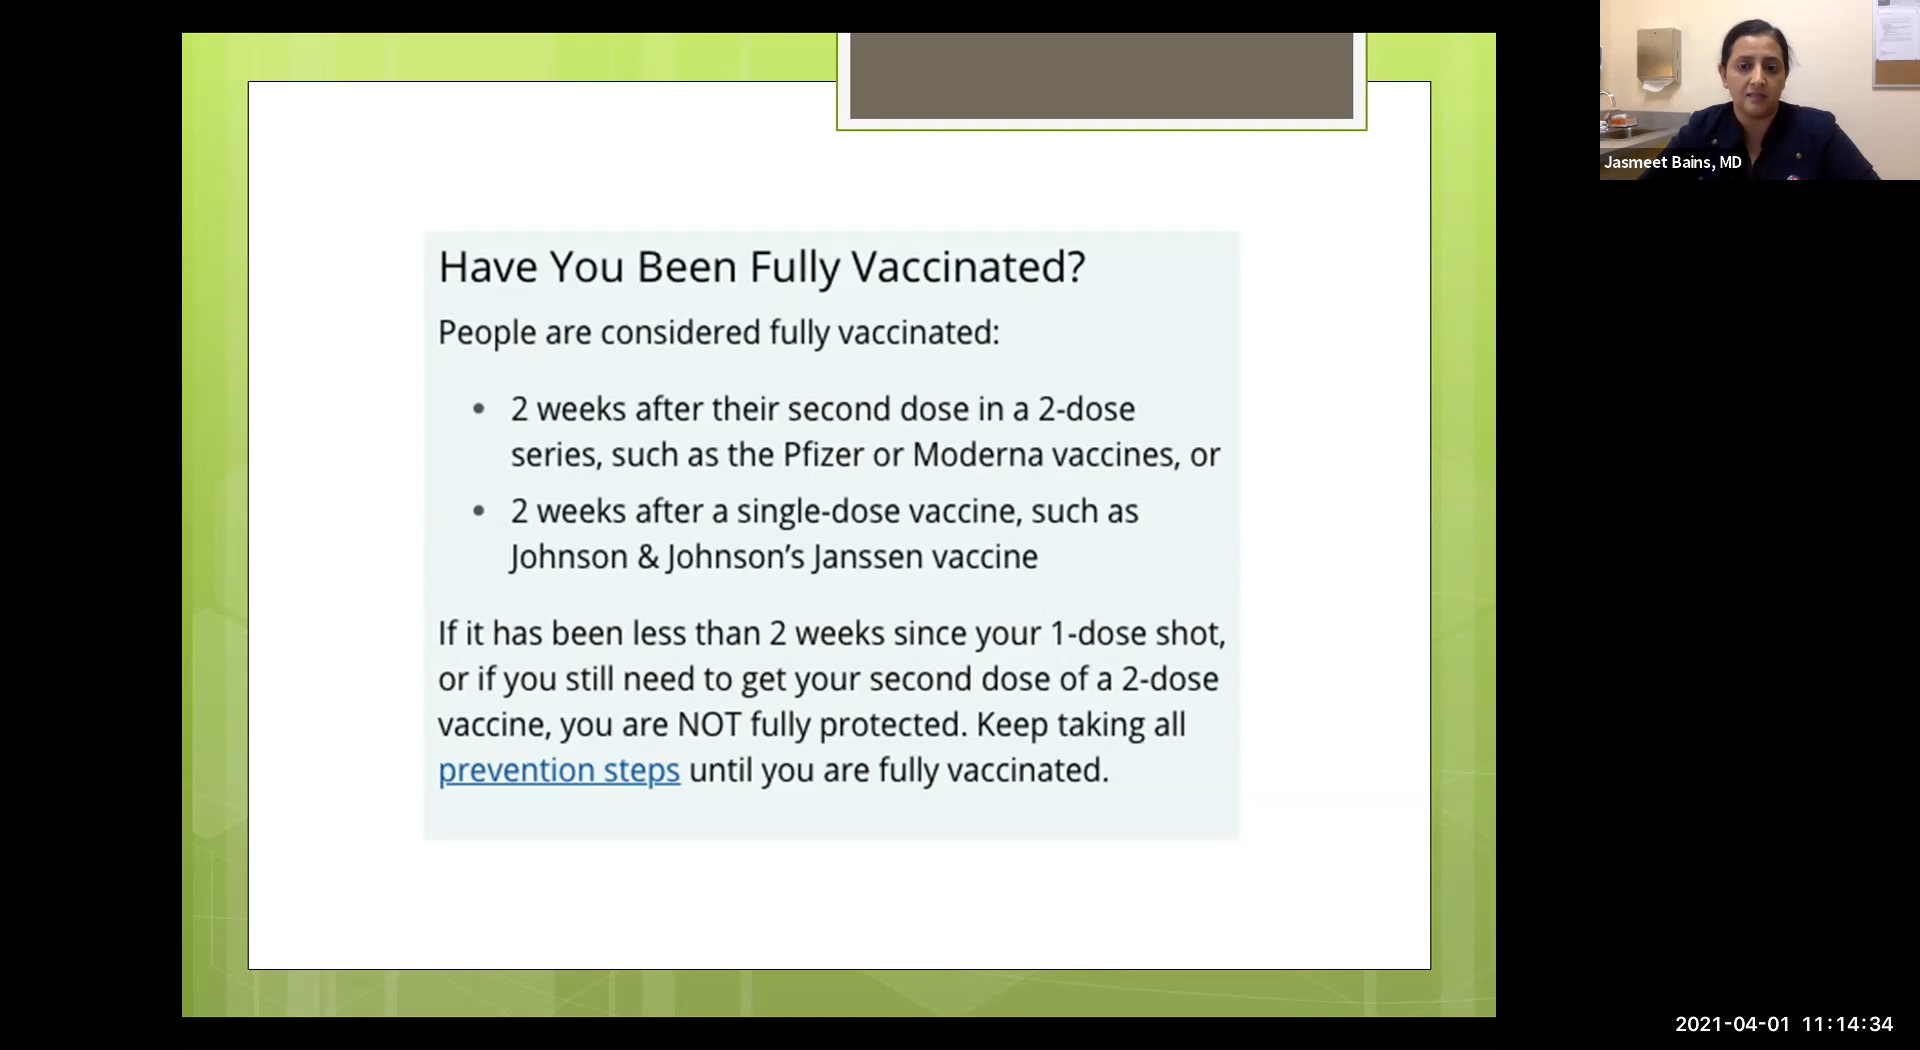 Have You Been Fully Vaccinated?
People are considered fully vaccinated:
• 2 weeks after their second dose in a 2-dose
series, such as the Pfizer or Moderna vaccines, or
• 2 weeks after a single-dose vaccine, such as
Johnson & Johnson’s Janssen vaccine
If it has been less than 2 weeks since your 1-dose shot,
or if you still need to get your second dose of a 2-dose
vaccine, you are NOT fully protected. Keep taking all
prevention steps until you are fully vaccinated.
Jasmeet Bains, MD
2021-04-01 11:14:34